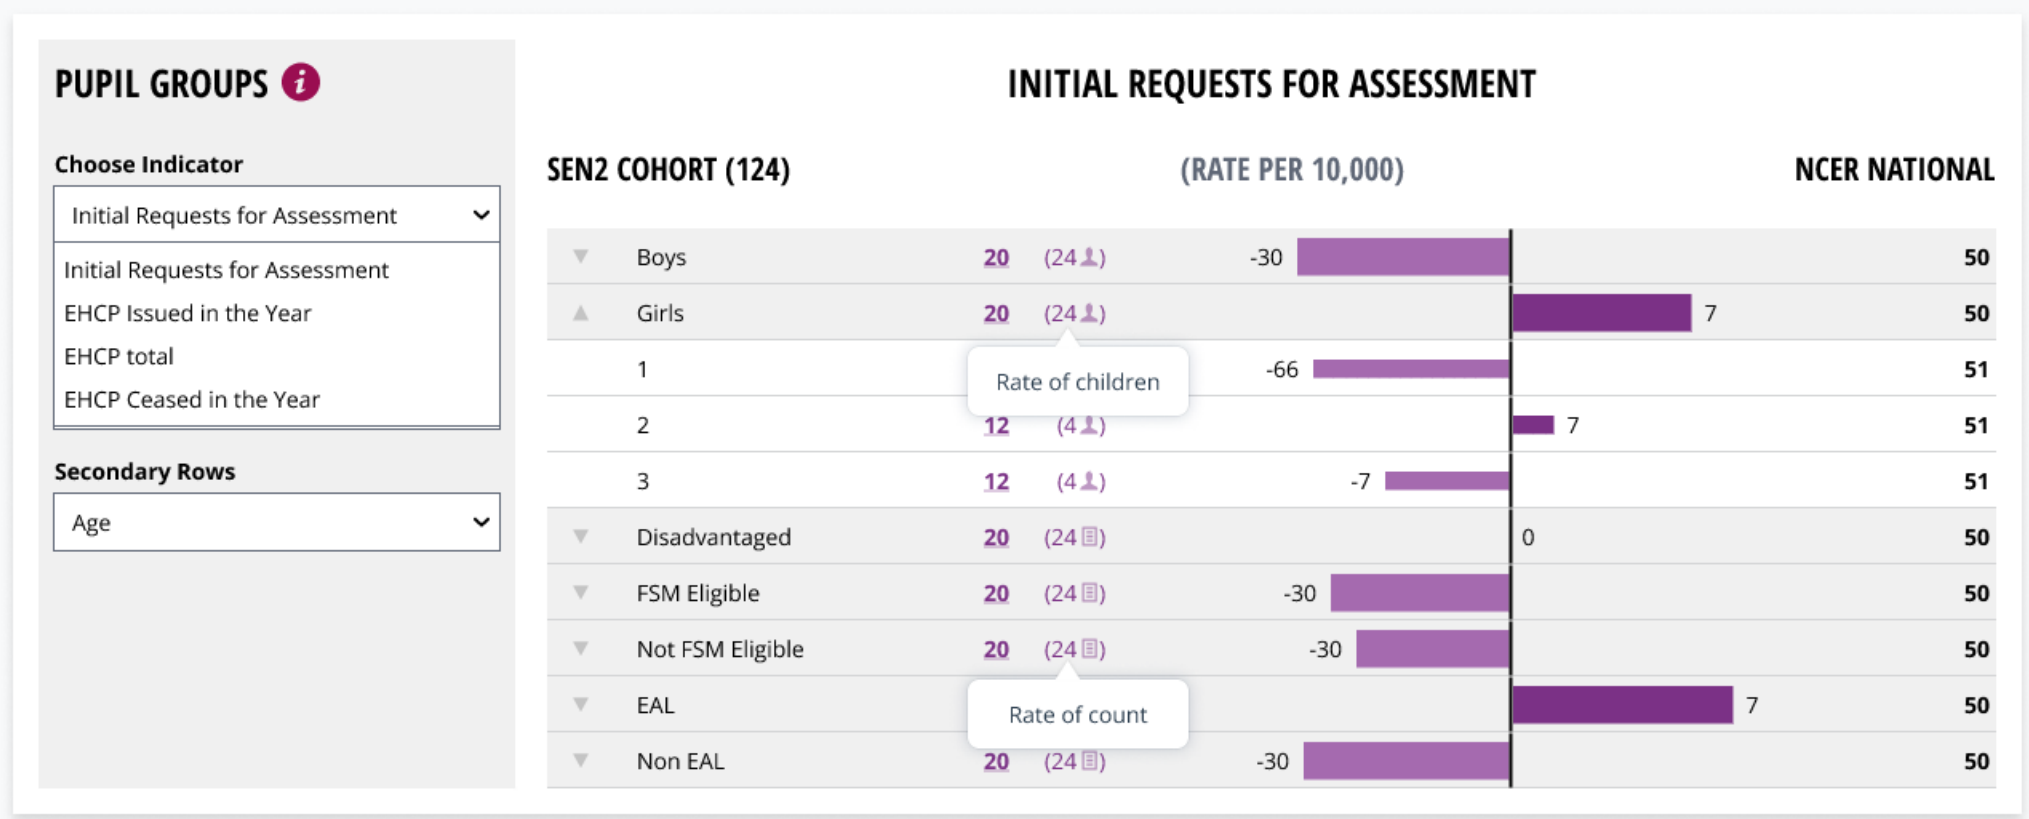 PUPIL GROUPS i
Choose Indicator
Initial Requests for Assessment
Initial Requests for Assessment
EHCP Issued in the Year
EHCP total
EHCP Ceased in the Year
Secondary Rows
Age
INITIAL REQUESTS FOR ASSESSMENT
SEN2 COHORT (124) (RATE PER 10,000) NCER NATIONAL
Boys 20 (24) -30 50
Girls 20 (24) 7 50
1 -66 51
Rate of children
2 12 (4) 7 51
3 12 (4) -7 51
Disadvantaged 20 (24) 0 50
FSM Eligible 20 (24) -30 50
Not FSM Eligible 20 (24) -30 50
EAL 7 50
Rate of count
Non EAL 20 (24) -30 50